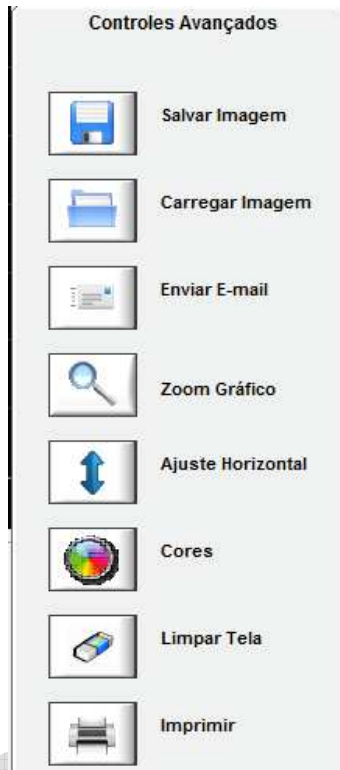 Controles Avançados
Salvar Imagem
Carregar Imagem
Enviar E-mail
Zoom Gráfico
Ajuste Horizontal
Cores
Limpar Tela
Imprimir